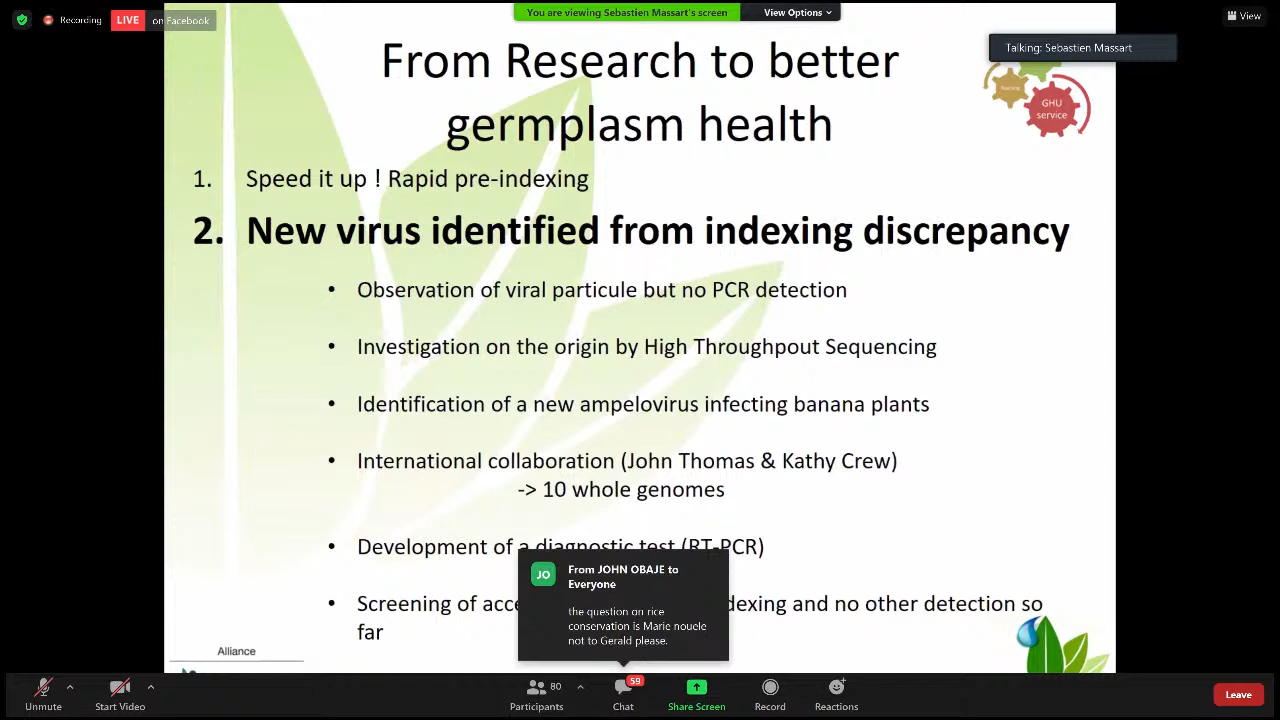 Recording
LIVE on Facebook
You are viewing Sebastien Massart's screen
View Options
View
Talking: Sebastien Massart
From Research to better
germplasm health
GHU
service
1. Speed it up ! Rapid pre-indexing
2. New virus identified from indexing discrepancy
• Observation of viral particule but no PCR detection
• Investigation on the origin by High Throughpout Sequencing
• Identification of a new ampelovirus infecting banana plants
• International collaboration (John Thomas & Kathy Crew)
-> 10 whole genomes
• Development of a diagnostic test (RT-PCR)
• Screening of acce dexing and no other detection so
far
JO
From JOHN OBAJE to
Everyone
the question on rice
conservation is Marie nouele
not to Gerald please.
Alliance
Unmute
Start Video
80
Participants
59
Chat
Share Screen
Record
Reactions
Leave